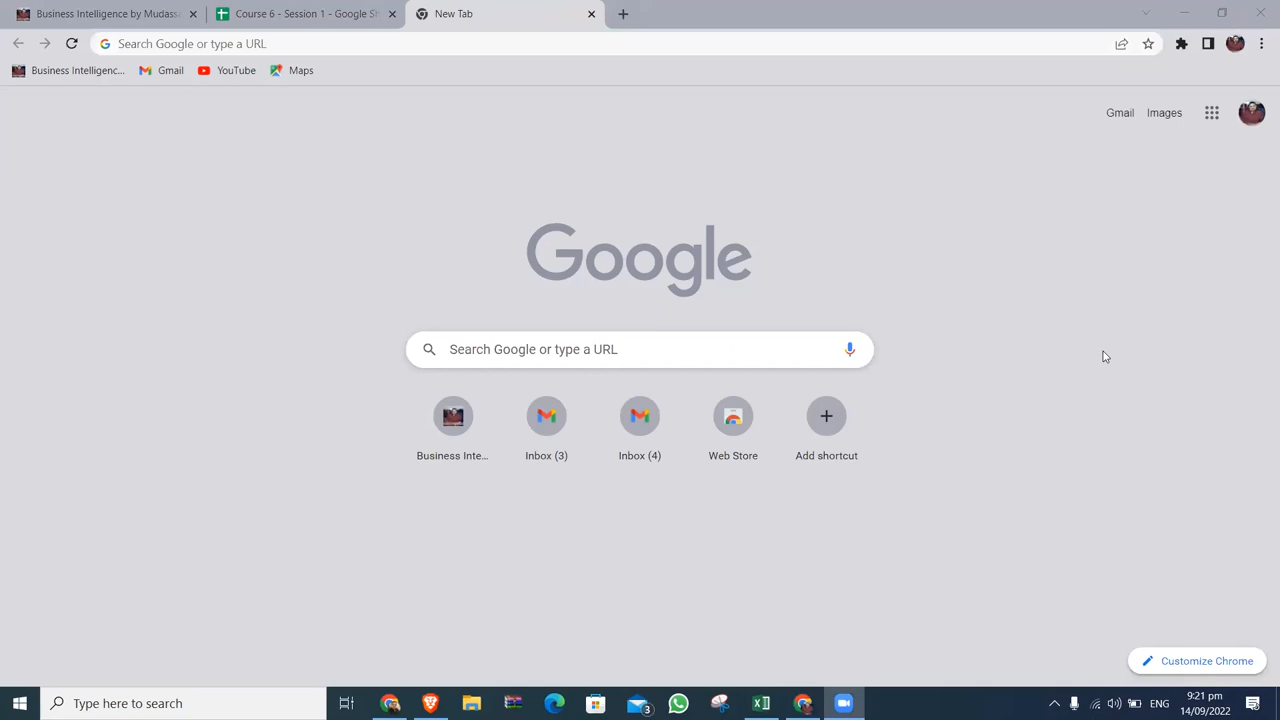 Business Intelligence by Mudass
Course 6 - Session 1 - Google Sh
New Tab
Search Google or type a URL
Business Intelligenc...
Gmail
YouTube
Maps
Gmail
Images
Google
Search Google or type a URL
Business Inte...
Inbox (3)
Inbox (4)
Web Store
Add shortcut
Customize Chrome
Type here to search
3
ENG
9:21 pm
14/09/2022